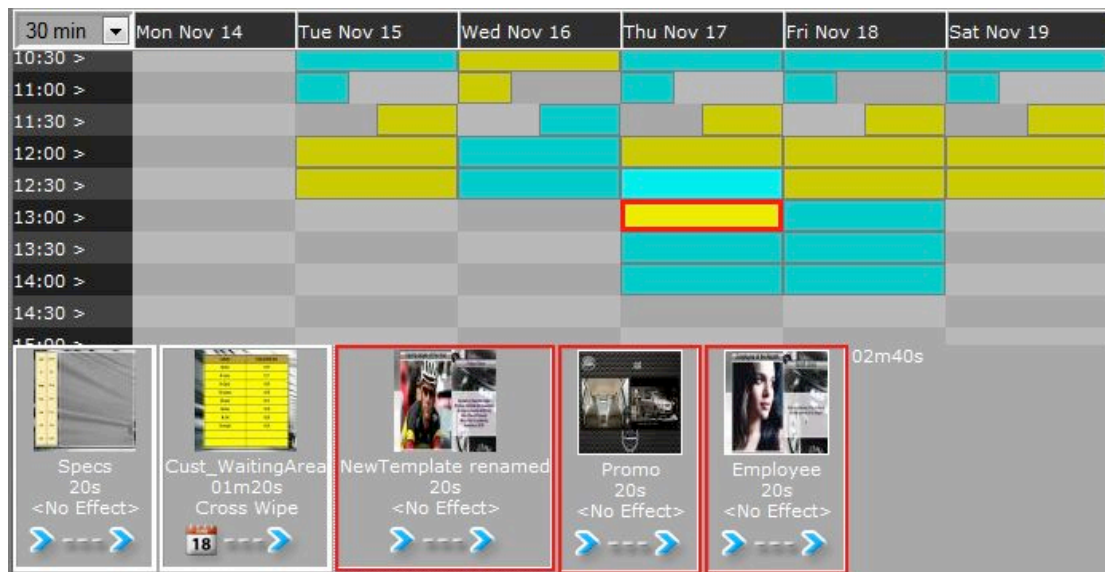 30 min Mon Nov 14 Tue Nov 15 Wed Nov 16 Thu Nov 17 Fri Nov 18 Sat Nov 19
10:30 >
11:00 >
11:30 >
12:00 >
12:30 >
13:00 >
13:30 >
14:00 >
14:30 >
15:00 >
Specs
20s
<No Effect>
Cust_WaitingArea
01m20s
Cross Wipe
18
NewTemplate renamed
20s
<No Effect>
Promo
20s
<No Effect>
Employee
20s
<No Effect>
02m40s